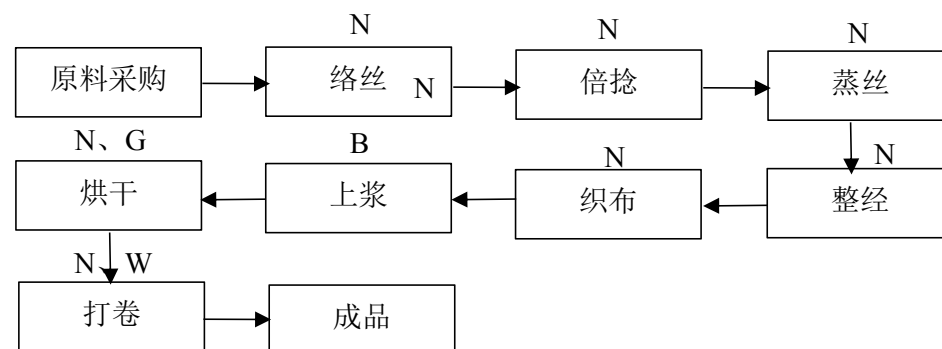 N N N
原料采购 络丝 N 倍捻 蒸丝
N、G B N N
烘干 上浆 织布 整经
N、W
打卷 成品